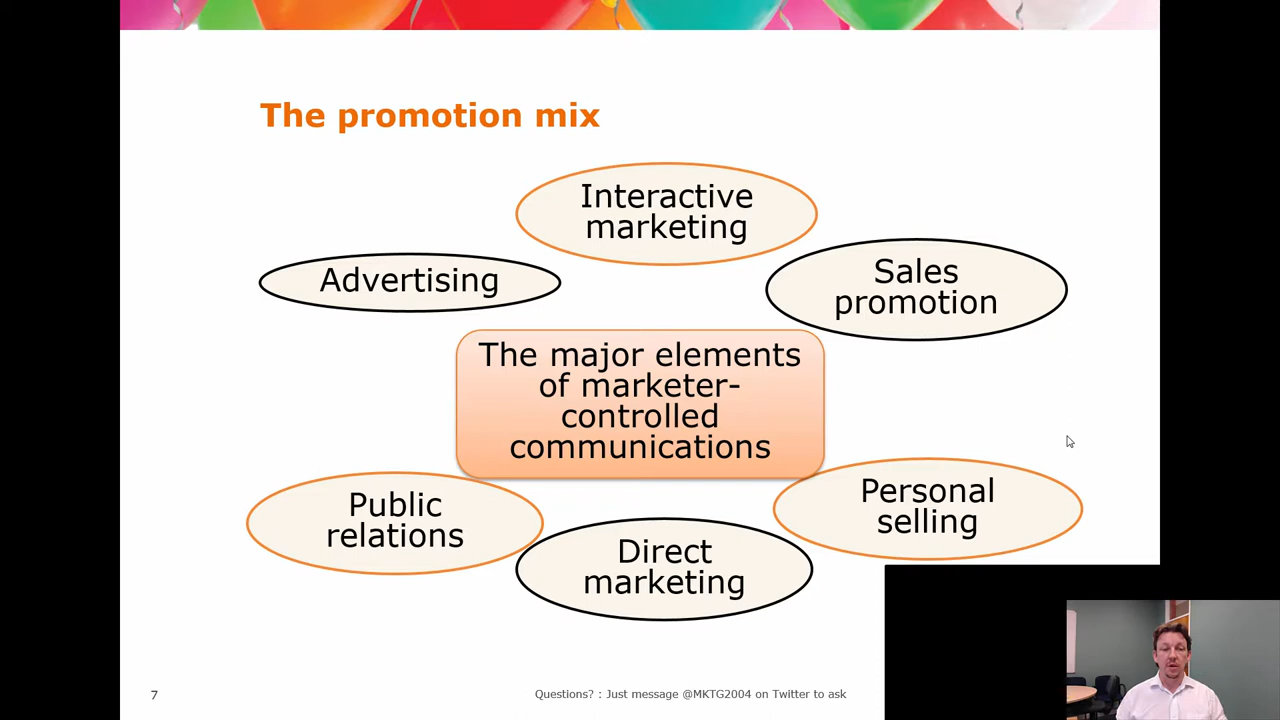 The promotion mix
Interactive
marketing
Advertising
Sales
promotion
The major elements
of marketer-
controlled
communications
Public
relations
Personal
selling
Direct
marketing
7
Questions? : Just message @MKTG2004 on Twitter to ask